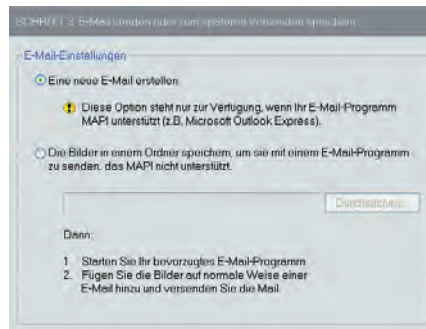 SCHRITT 3: E-Mail senden oder zum späteren Versenden speichern
E-Mail-Einstellungen
Eine neue E-Mail erstellen
Diese Option steht nur zur Verfügung, wenn Ihr E-Mail-Programm
MAPI unterstützt (z.B. Microsoft Outlook Express).
Die Bilder in einem Ordner speichern, um sie mit einem E-Mail-Programm
zu senden, das MAPI nicht unterstützt.
Durchsuchen...
Dann:
1. Starten Sie Ihr bevorzugtes E-Mail-Programm
2. Fügen Sie die Bilder auf normale Weise einer
E-Mail hinzu und versenden Sie die Mail